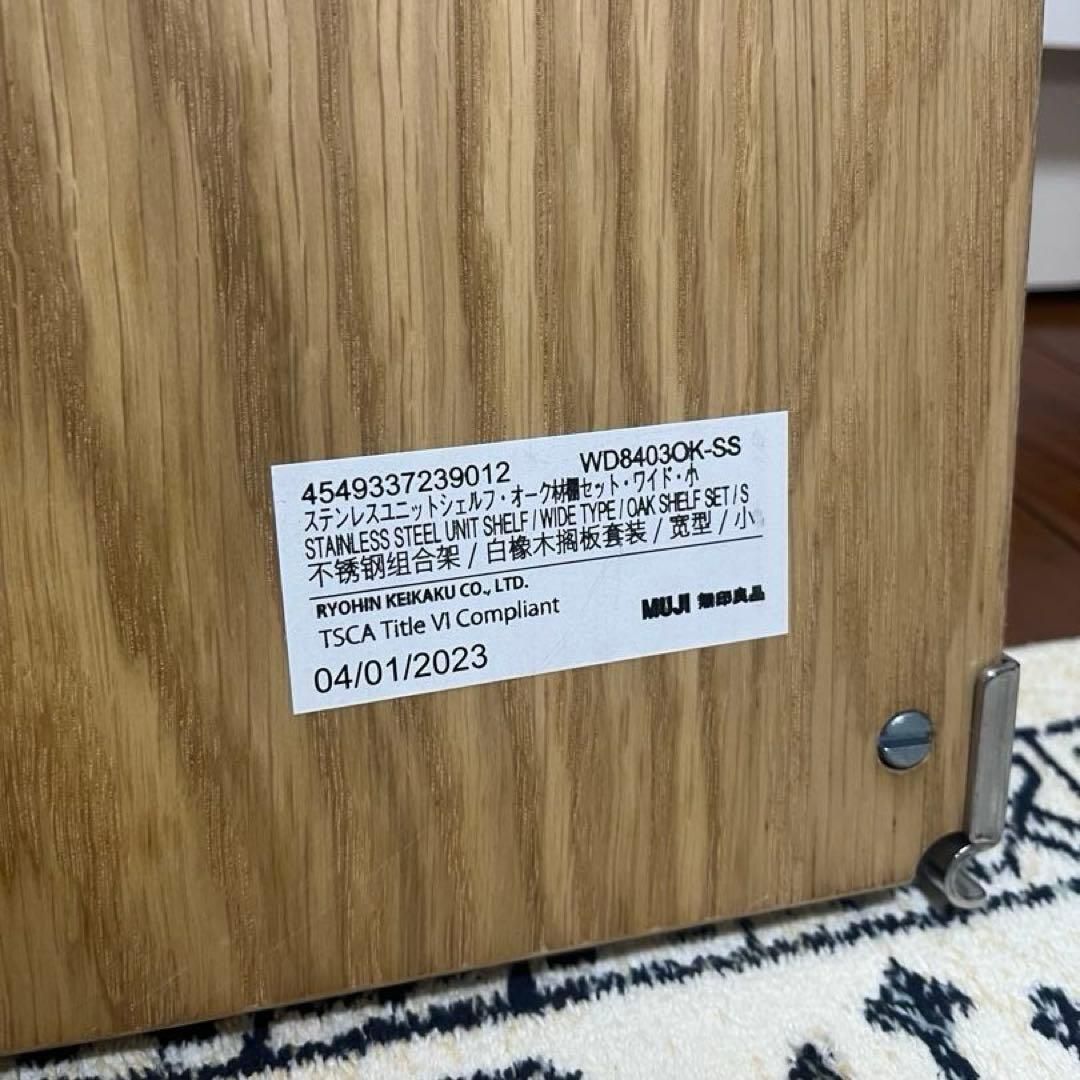 4549337239012 WD8403OK-SS
ステンレスユニットシェルフ・オーク材棚セット・ワイド・小
STAINLESS STEEL UNIT SHELF / WIDE TYPE / OAK SHELF SET / S
不锈钢组合架 / 白橡木搁板套装 / 宽型 / 小
RYOHIN KEIKAKU CO., LTD.
TSCA Title VI Compliant
MUJI 無印良品
04/01/2023